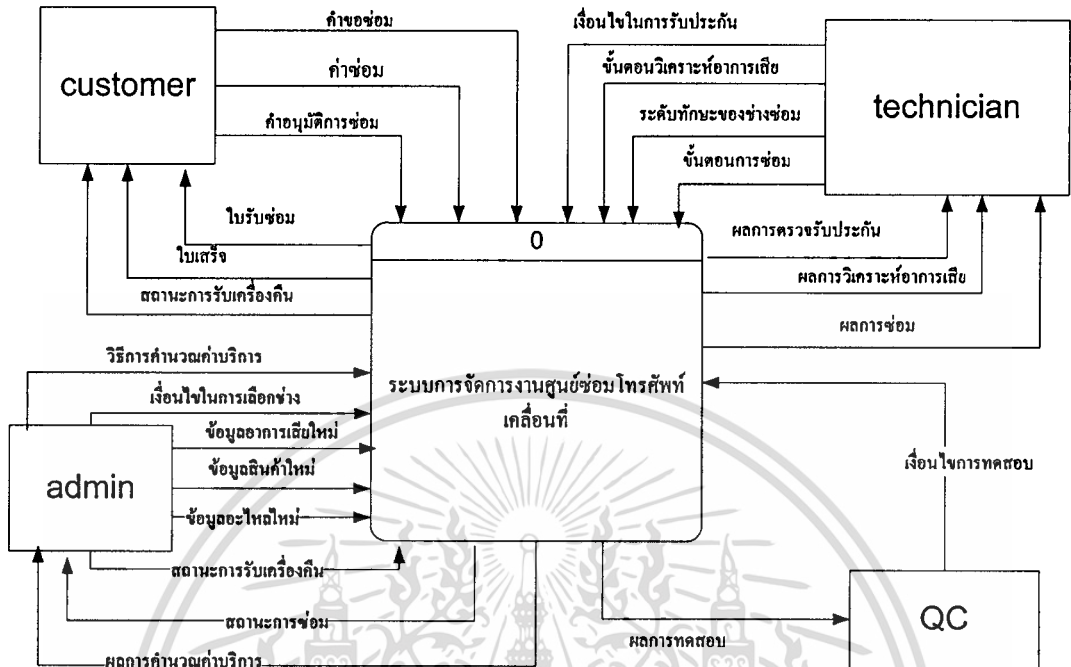 customer
คำขอซ่อม
ค่าซ่อม
คำอนุมัติการซ่อม
ใบรับซ่อม
ใบเสร็จ
สถานะการรับเครื่องคืน
เงื่อนไขในการรับประกัน
ขั้นตอนวิเคราะห์อาการเสีย
ระดับทักษะของช่างซ่อม
ขั้นตอนการซ่อม
technician
ผลการตรวจรับประกัน
ผลการวิเคราะห์อาการเสีย
ผลการซ่อม
0
ระบบการจัดการงานศูนย์ซ่อมโทรศัพท์
เคลื่อนที่
วิธีการคำนวณค่าบริการ
เงื่อนไขในการเลือกช่าง
ข้อมูลอาการเสียใหม่
ข้อมูลสินค้าใหม่
ข้อมูลอะไหล่ใหม่
admin
สถานะการรับเครื่องคืน
สถานะการซ่อม
ผลการคำนวณค่าบริการ
เงื่อนไขการทดสอบ
ผลการทดสอบ
QC